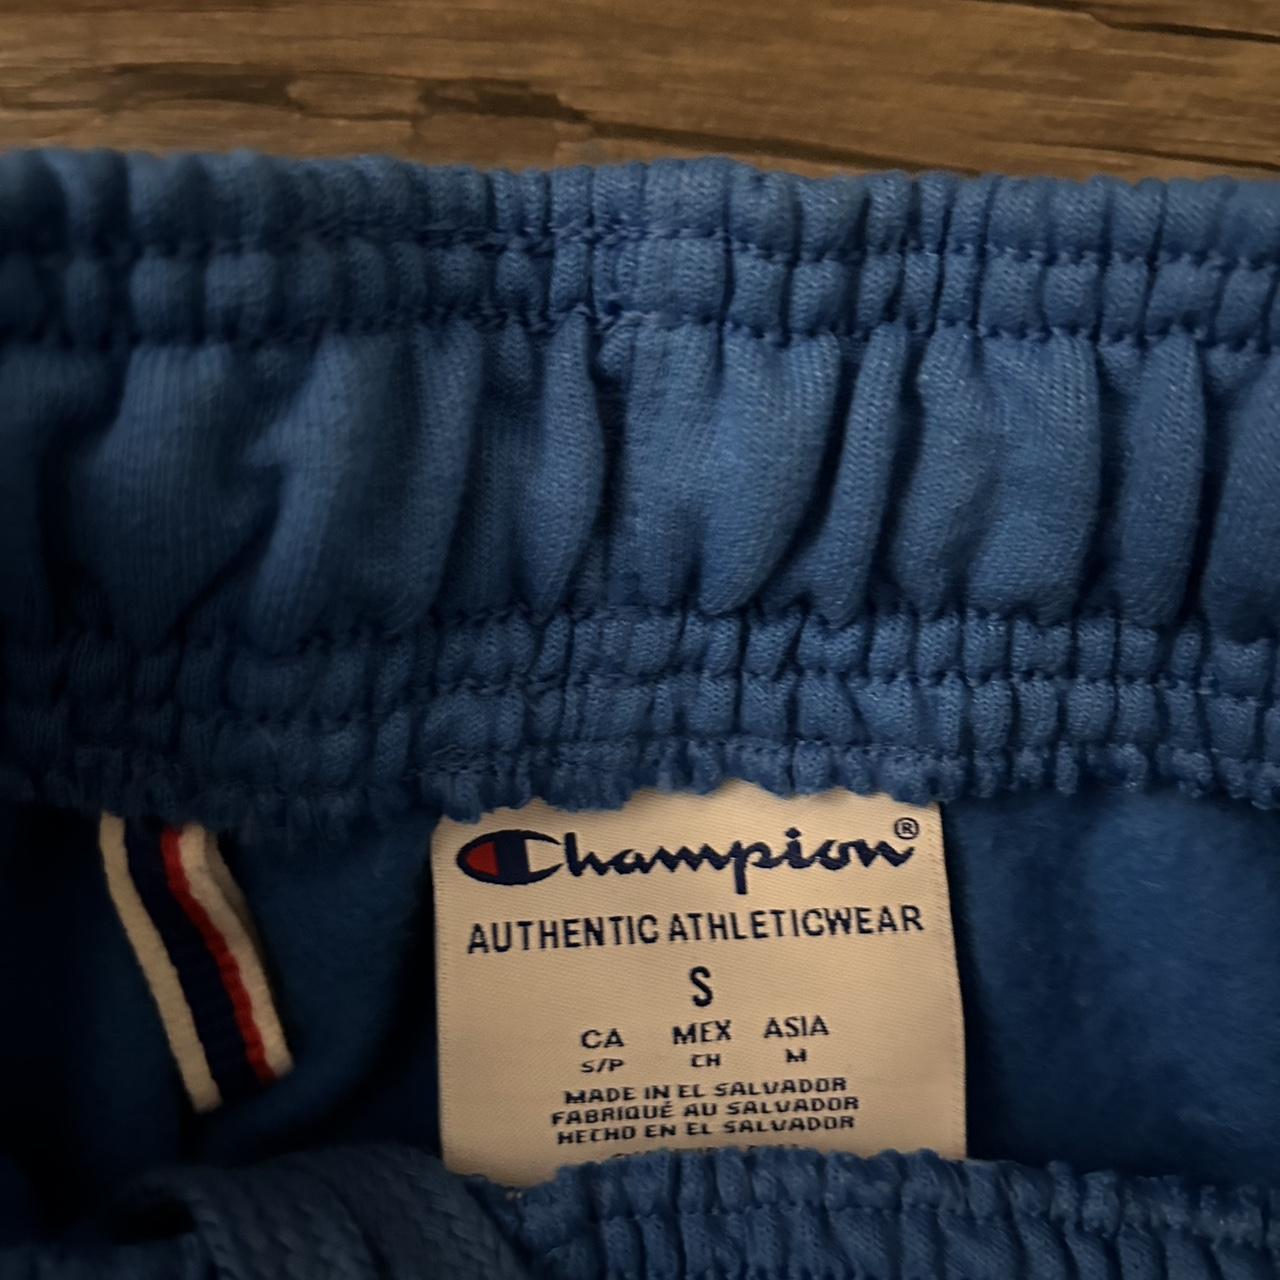 Champion®
AUTHENTIC ATHLETICWEAR
S
CA MEX ASIA
S/P CH M
MADE IN EL SALVADOR
FABRIQUÉ AU SALVADOR
HECHO EN EL SALVADOR